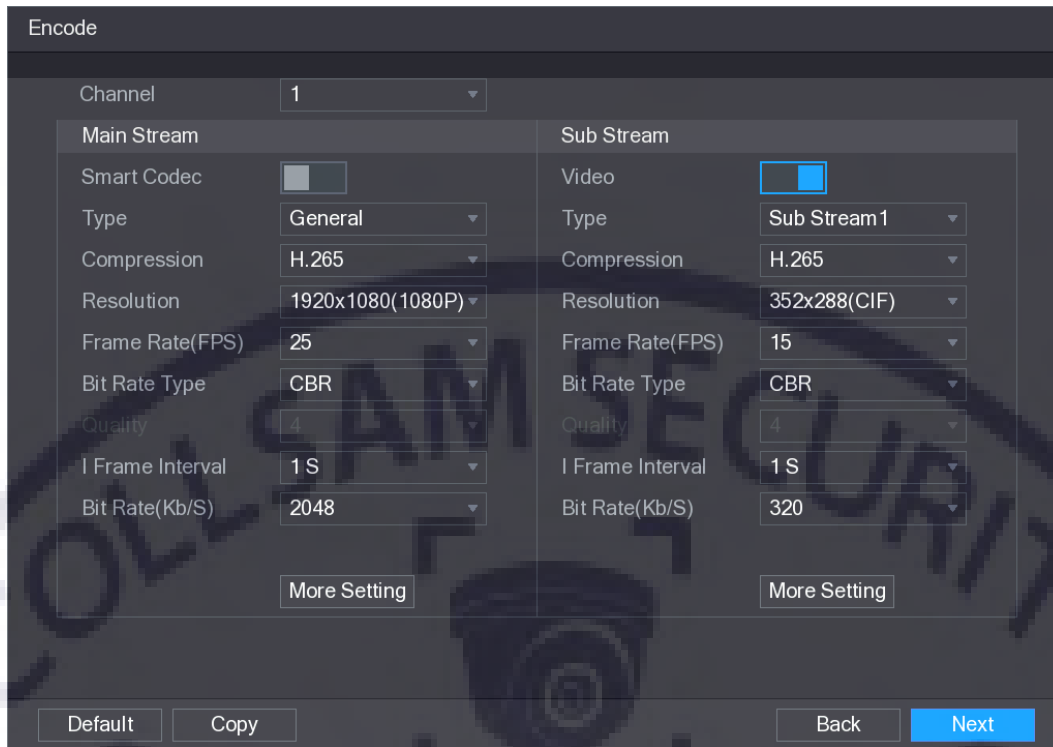 Encode
Channel 1
Main Stream Sub Stream
Smart Codec Video
Type General Type Sub Stream1
Compression H.265 Compression H.265
Resolution 1920x1080(1080P) Resolution 352x288(CIF)
Frame Rate(FPS) 25 Frame Rate(FPS) 15
Bit Rate Type CBR Bit Rate Type CBR
Quality 4 Quality 4
I Frame Interval 1 S I Frame Interval 1 S
Bit Rate(Kb/S) 2048 Bit Rate(Kb/S) 320
More Setting More Setting
Default Copy Back Next
OLLSAM SECURIT